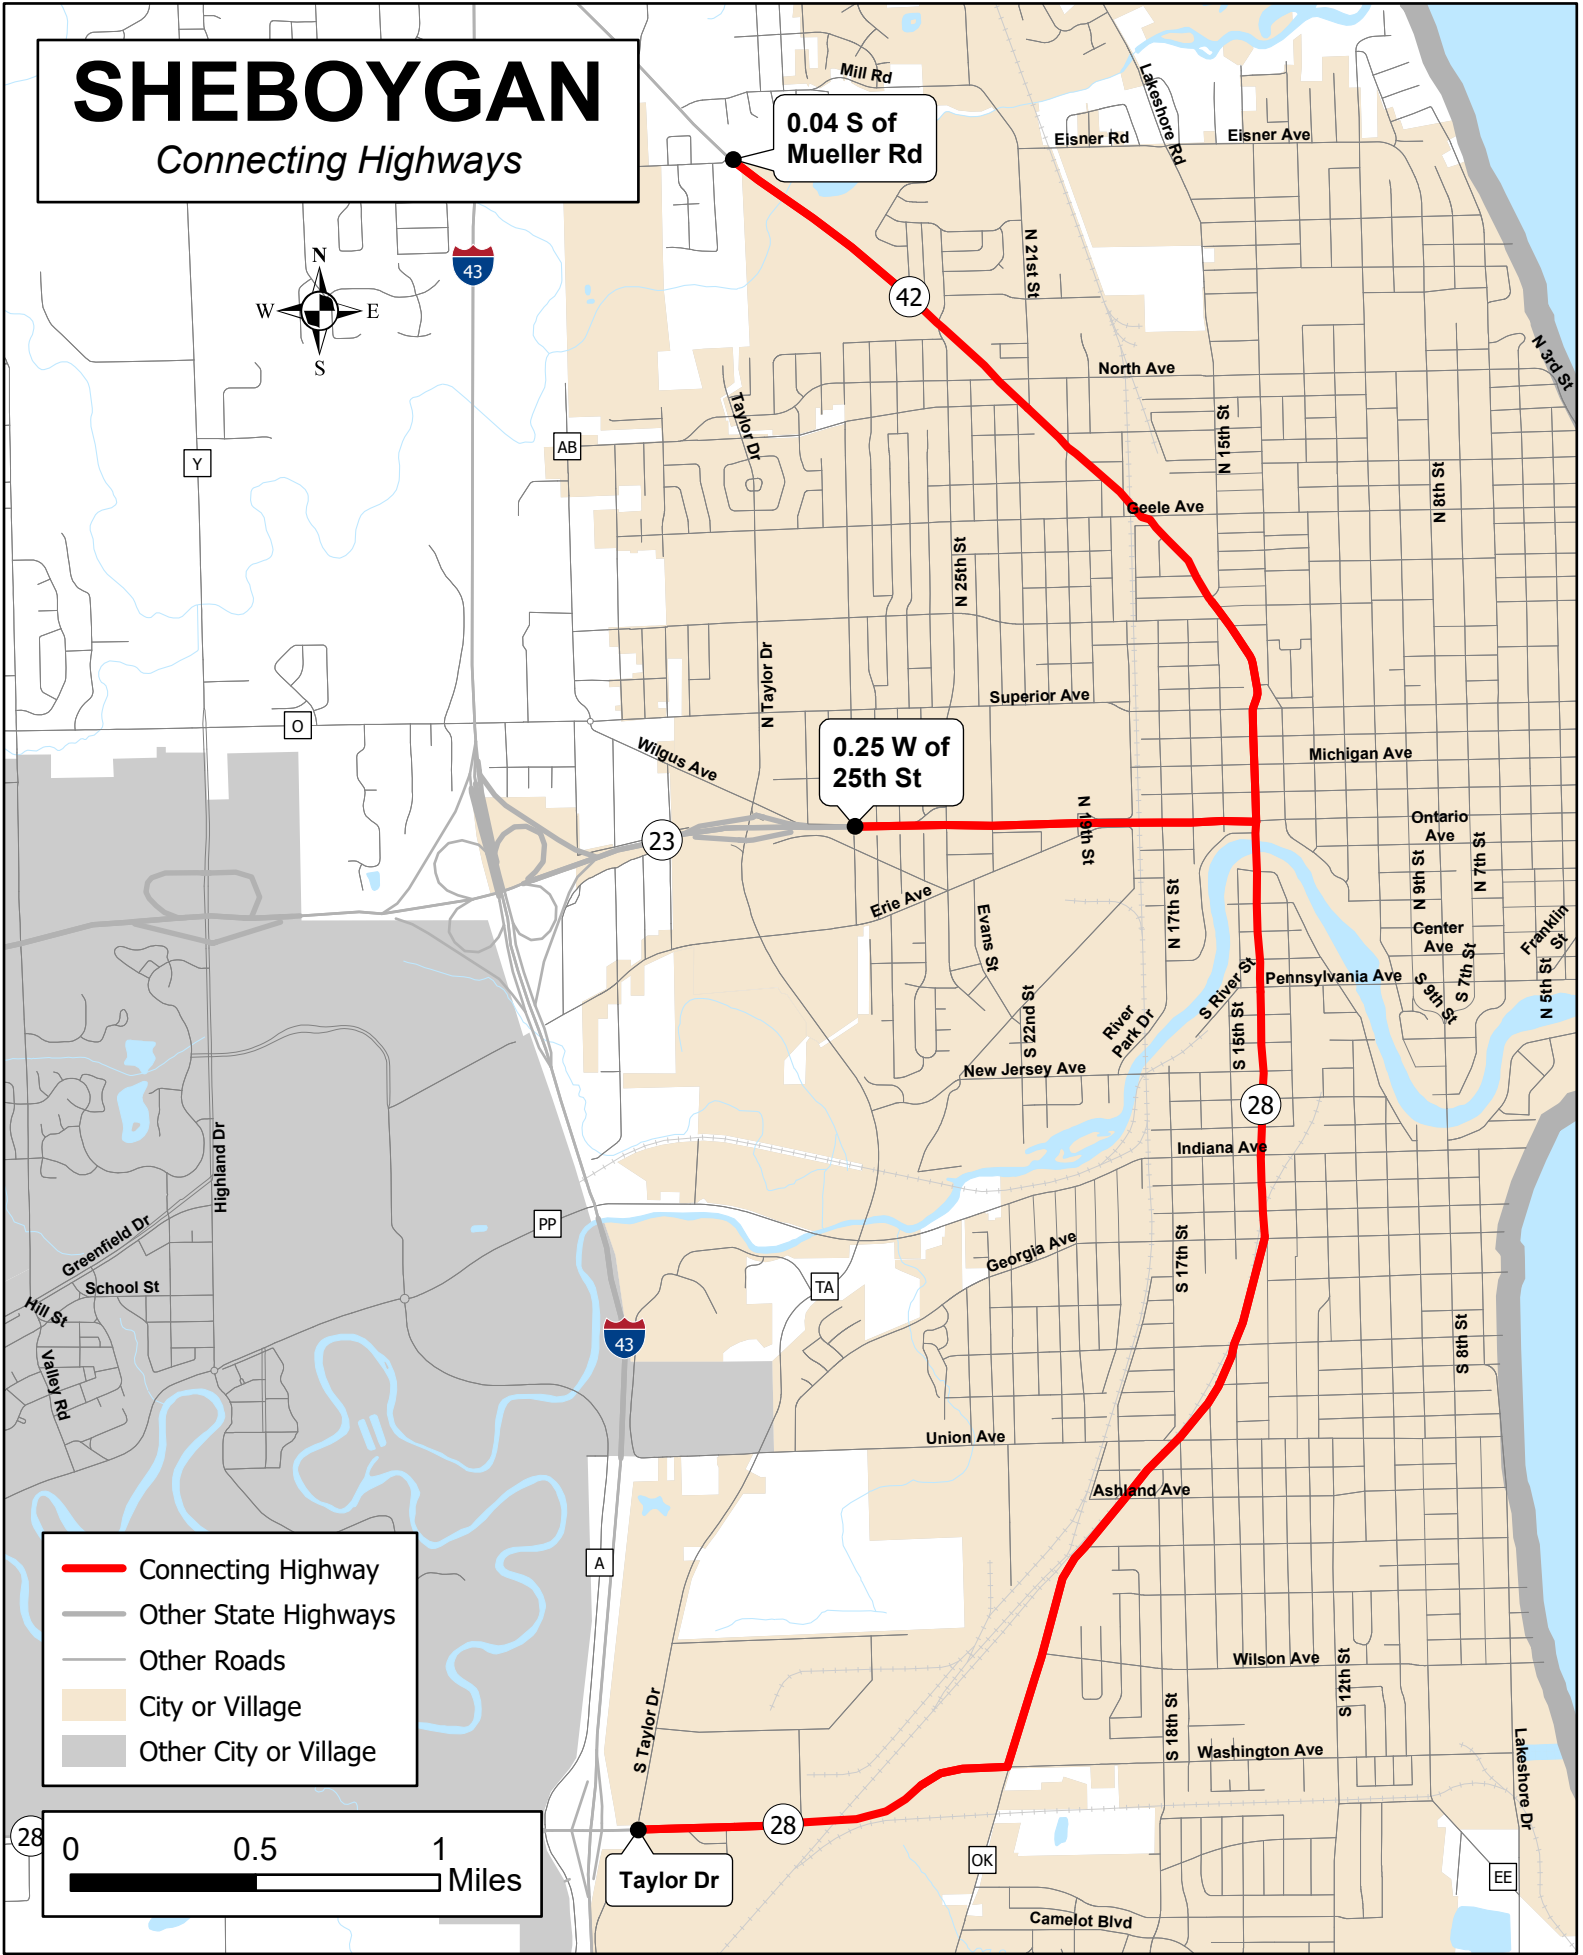 SHEBOYGAN
Connecting Highways
Mill Rd
0.04 S of
Mueller Rd
Lakeshore Rd
Eisner Rd
Eisner Ave
N
W
E
S
43
42
N 21st St
North Ave
N 3rd St
Taylor Dr
N 15th St
AB
Y
N 8th St
Geele Ave
N 25th St
N Taylor Dr
Superior Ave
O
Wilgus Ave
0.25 W of
25th St
Michigan Ave
23
N 19th St
Ontario
Ave
N 7th St
N 9th St
Erie Ave
Evans St
N 17th St
Center
Ave
Franklin
St
S 7th St
S 9th St
N 5th St
Pennsylvania Ave
S River St
S 22nd St
River
Park Dr
S 15th St
New Jersey Ave
28
Indiana Ave
Highland Dr
Greenfield Dr
PP
Georgia Ave
S 17th St
TA
School St
Hill St
43
Valley Rd
S 8th St
Union Ave
Ashland Ave
A
Connecting Highway
Other State Highways
Other Roads
City or Village
Other City or Village
Wilson Ave
S 12th St
S Taylor Dr
S 18th St
Washington Ave
Lakeshore Dr
28
28
0
0.5
1
Miles
Taylor Dr
OK
EE
Camelot Blvd